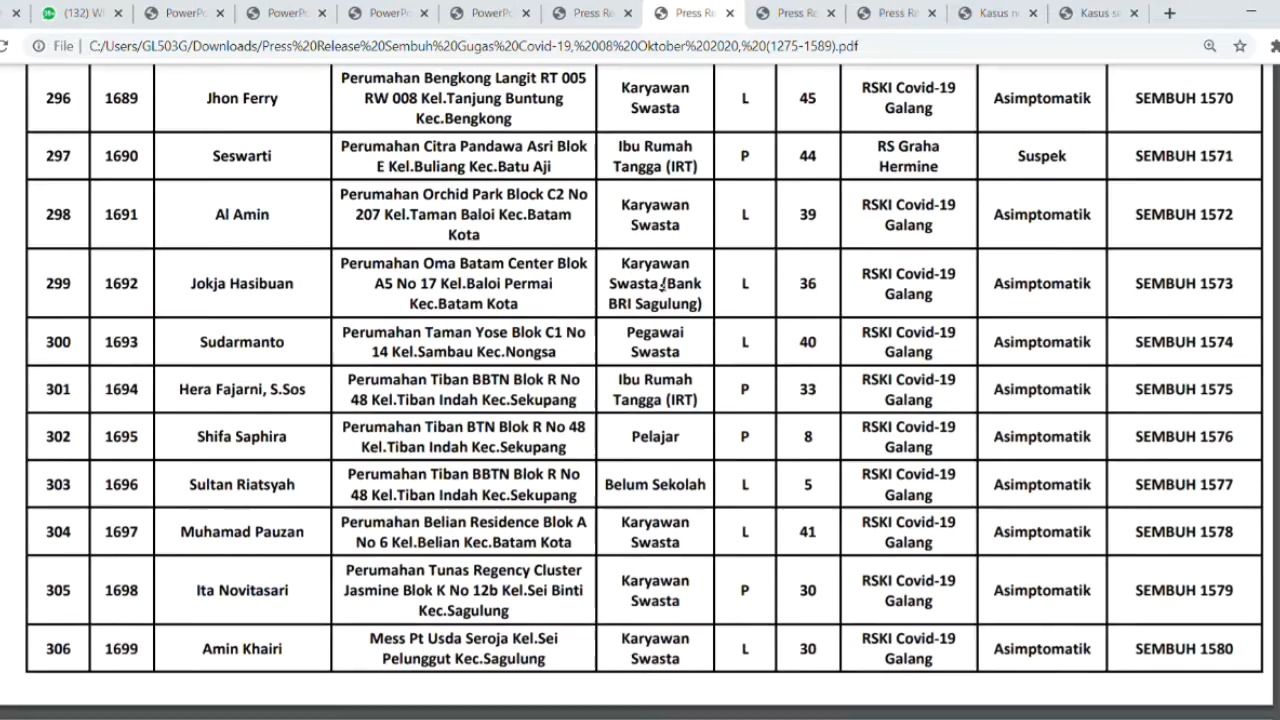 (132) W
PowerPo
PowerPo
PowerPo
PowerPo
Press Re
Press Re
Press Re
Press Re
Kasus
Kasus
File | C:/Users/GL503G/Downloads/Press%20Release%20Sembuh%20Gugas%20Covid-19,%2008%20Oktober%202020,%20(1275-1589).pdf
296 1689 Jhon Ferry Perumahan Bengkong Langit RT 005
RW 008 Kel.Tanjung Buntung
Kec.Bengkong
Karyawan
Swasta
L 45 RSKI Covid-19
Galang
Asimptomatik SEMBUH 1570
297 1690 Seswarti Perumahan Citra Pandawa Asri Blok
E Kel.Buliang Kec.Batu Aji
Ibu Rumah
Tangga (IRT)
P 44 RS Graha
Hermine
Suspek SEMBUH 1571
298 1691 Al Amin Perumahan Orchid Park Block C2 No
207 Kel.Taman Baloi Kec.Batam
Kota
Karyawan
Swasta
L 39 RSKI Covid-19
Galang
Asimptomatik SEMBUH 1572
299 1692 Jokja Hasibuan Perumahan Oma Batam Center Blok
A5 No 17 Kel.Baloi Permai
Kec.Batam Kota
Karyawan
Swasta (Bank
BRI Sagulung)
L 36 RSKI Covid-19
Galang
Asimptomatik SEMBUH 1573
300 1693 Sudarmanto Perumahan Taman Yose Blok C1 No
14 Kel.Sambau Kec.Nongsa
Pegawai
Swasta
L 40 RSKI Covid-19
Galang
Asimptomatik SEMBUH 1574
301 1694 Hera Fajarni, S.Sos Perumahan Tiban BBTN Blok R No
48 Kel.Tiban Indah Kec.Sekupang
Ibu Rumah
Tangga (IRT)
P 33 RSKI Covid-19
Galang
Asimptomatik SEMBUH 1575
302 1695 Shifa Saphira Perumahan Tiban BTN Blok R No 48
Kel.Tiban Indah Kec.Sekupang
Pelajar P 8 RSKI Covid-19
Galang
Asimptomatik SEMBUH 1576
303 1696 Sultan Riatsyah Perumahan Tiban BBTN Blok R No
48 Kel.Tiban Indah Kec.Sekupang
Belum Sekolah L 5 RSKI Covid-19
Galang
Asimptomatik SEMBUH 1577
304 1697 Muhamad Pauzan Perumahan Belian Residence Blok A
No 6 Kel.Belian Kec.Batam Kota
Karyawan
Swasta
L 41 RSKI Covid-19
Galang
Asimptomatik SEMBUH 1578
305 1698 Ita Novitasari Perumahan Tunas Regency Cluster
Jasmine Blok K No 12b Kel.Sei Binti
Kec.Sagulung
Karyawan
Swasta
P 30 RSKI Covid-19
Galang
Asimptomatik SEMBUH 1579
306 1699 Amin Khairi Mess Pt Usda Seroja Kel.Sei
Pelunggut Kec.Sagulung
Karyawan
Swasta
L 30 RSKI Covid-19
Galang
Asimptomatik SEMBUH 1580